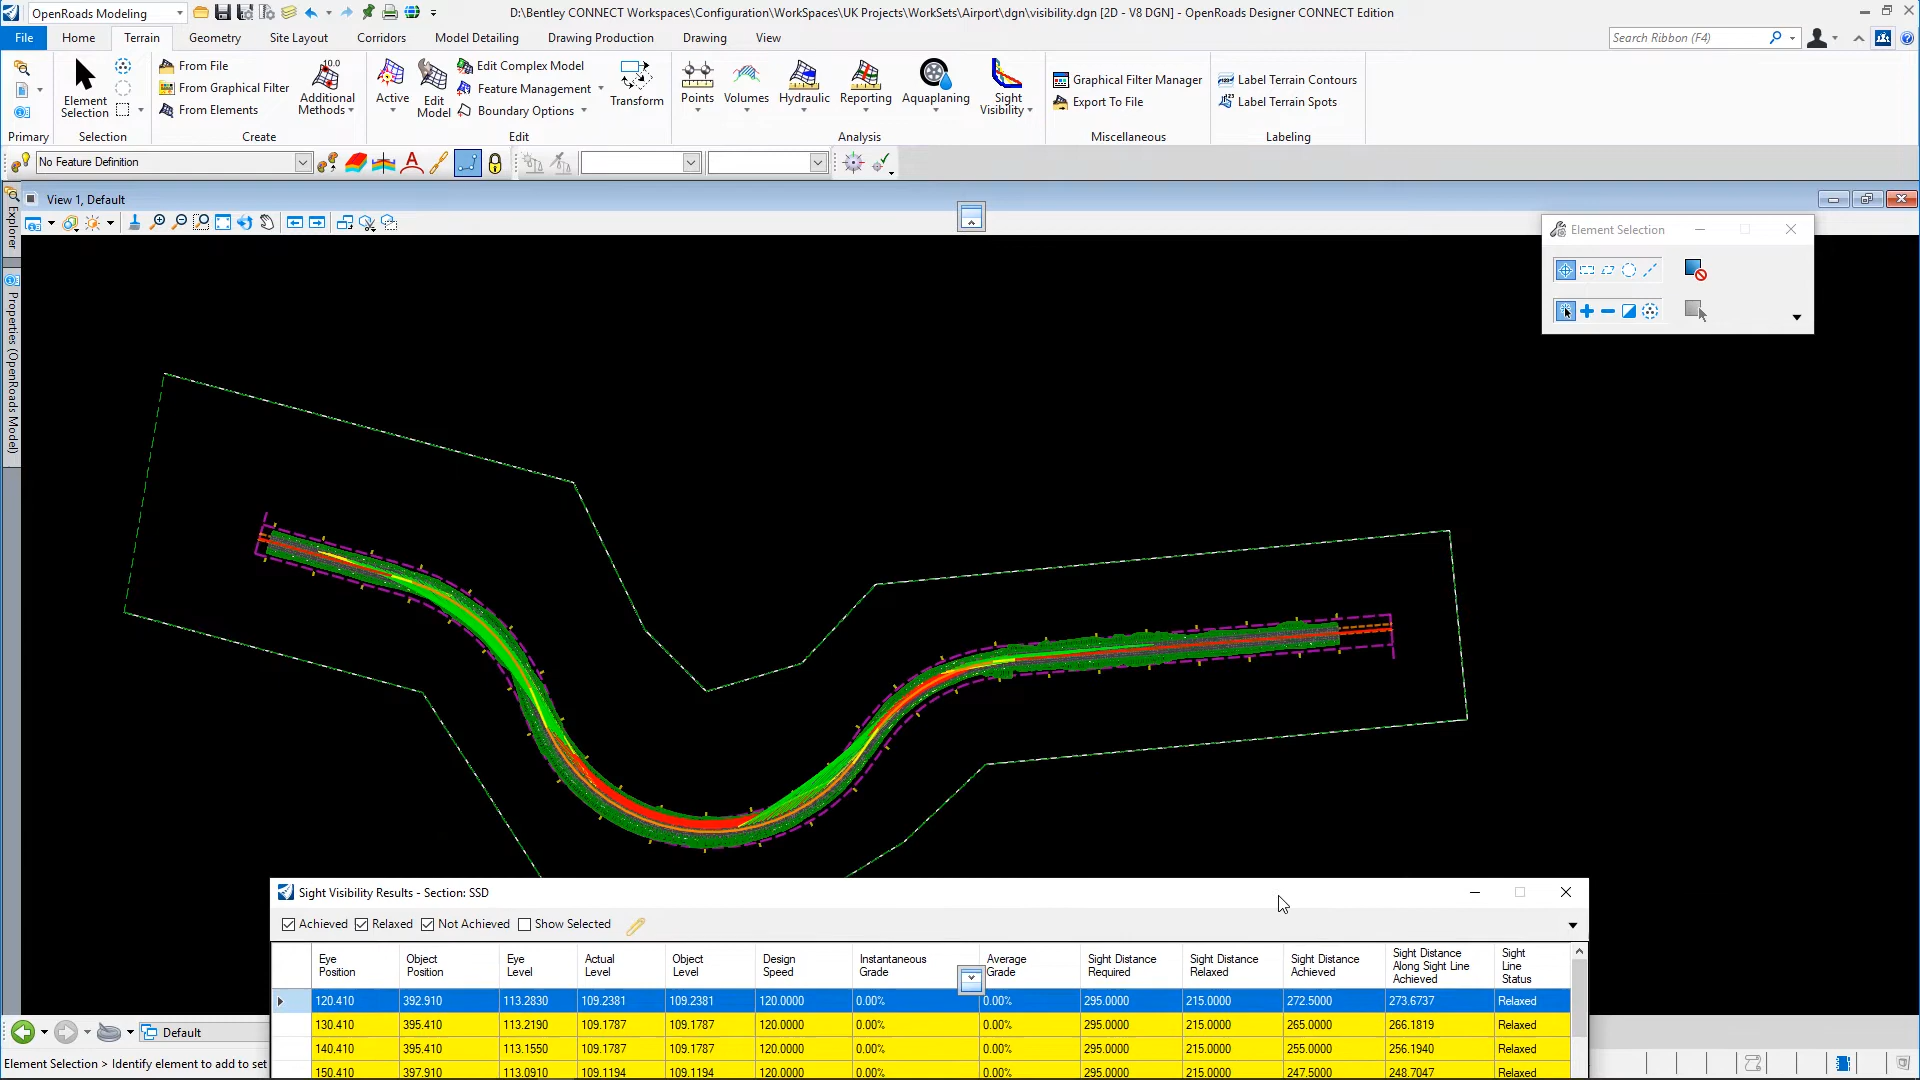 OpenRoads Modeling
D:\Bentley CONNECT Workspaces\Configuration\WorkSpaces\UK Projects\WorkSets\Airport\dgn\visibility.dgn [2D - V8 DGN] - OpenRoads Designer CONNECT Edition
File Home Terrain Geometry Site Layout Corridors Model Detailing Drawing Production Drawing View
Search Ribbon (F4)
Element Selection
From File
From Graphical Filter
From Elements
10.0
Additional Methods
Active
Edit Model
Edit Complex Model
Feature Management
Boundary Options
Transform
Points
Volumes
Hydraulic
Reporting
Aquaplaning
Sight Visibility
Graphical Filter Manager
Export To File
Label Terrain Contours
Label Terrain Spots
Primary Selection Create Edit Analysis Miscellaneous Labeling
No Feature Definition
View 1, Default
Explorer
Properties (OpenRoads Model)
Element Selection
Sight Visibility Results - Section: SSD
Achieved Relaxed Not Achieved Show Selected
Eye Position Object Position Eye Level Actual Level Object Level Design Speed Instantaneous Grade Average Grade Sight Distance Required Sight Distance Relaxed Sight Distance Achieved Sight Distance Along Sight Line Achieved Sight Line Status
120.410 392.910 113.2830 109.2381 109.2381 120.0000 0.00% 0.00% 295.0000 215.0000 272.5000 273.6737 Relaxed
130.410 395.410 113.2190 109.1787 109.1787 120.0000 0.00% 0.00% 295.0000 215.0000 265.0000 266.1819 Relaxed
140.410 395.410 113.1550 109.1787 109.1787 120.0000 0.00% 0.00% 295.0000 215.0000 255.0000 256.1940 Relaxed
150.410 397.910 113.0910 109.1194 109.1194 120.0000 0.00% 0.00% 295.0000 215.0000 247.5000 248.7047 Relaxed
Default
Element Selection > Identify element to add to set